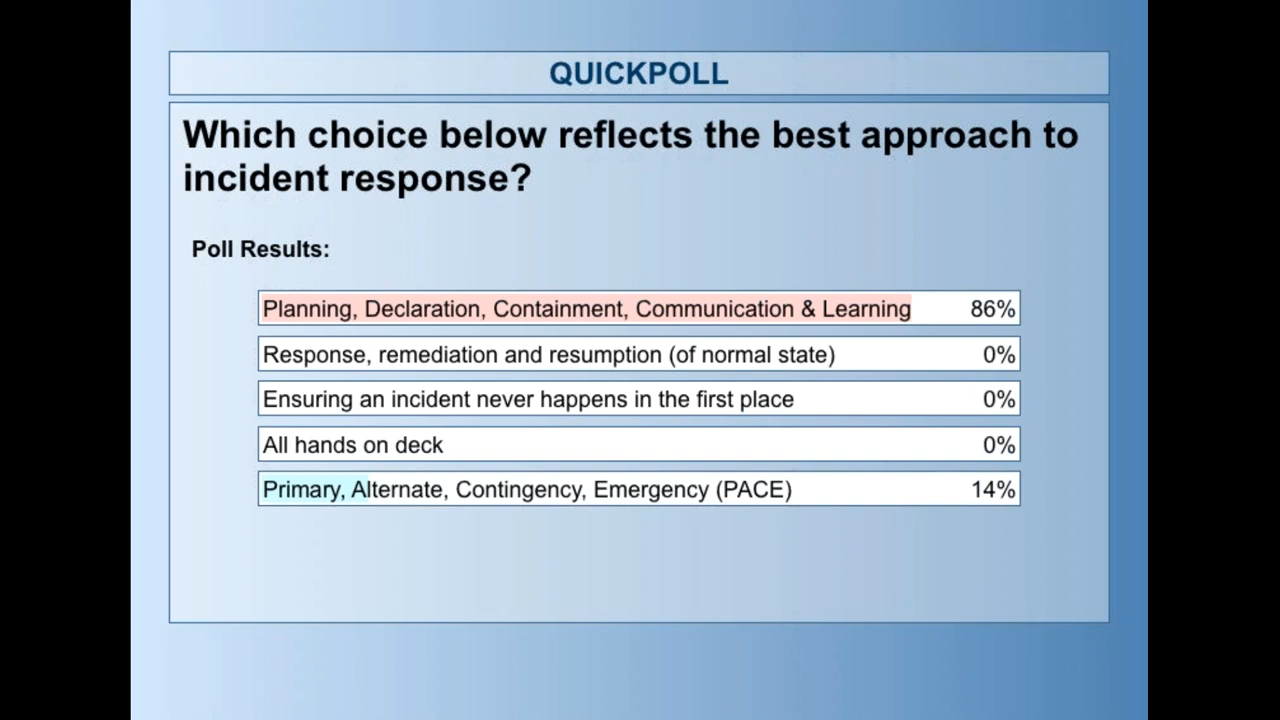 QUICKPOLL
Which choice below reflects the best approach to
incident response?
Poll Results:
Planning, Declaration, Containment, Communication & Learning 86%
Response, remediation and resumption (of normal state) 0%
Ensuring an incident never happens in the first place 0%
All hands on deck 0%
Primary, Alternate, Contingency, Emergency (PACE) 14%